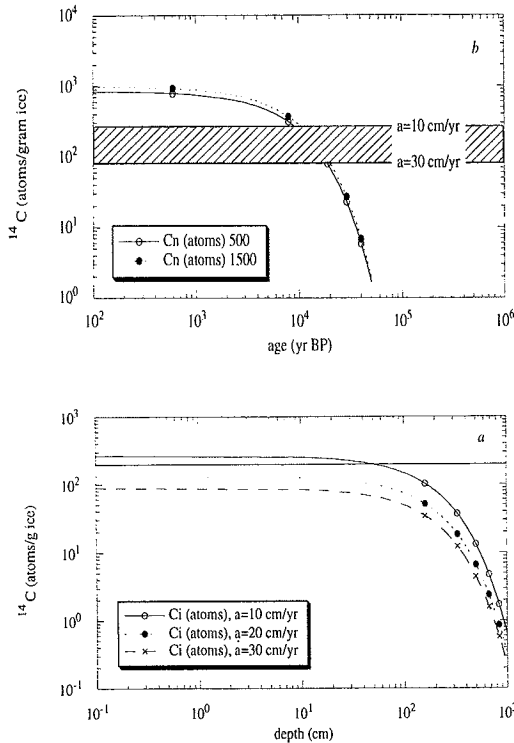 b
10⁴
10³
10²
10¹
10⁰
¹⁴C (atoms/gram ice)
a=10 cm/yr
a=30 cm/yr
Cn (atoms) 500
Cn (atoms) 1500
10² 10³ 10⁴ 10⁵ 10⁶
age (yr BP)
a
10³
10²
10¹
10⁰
10⁻¹
¹⁴C (atoms/g ice)
Ci (atoms), a=10 cm/yr
Ci (atoms), a=20 cm/yr
Ci (atoms), a=30 cm/yr
10⁻¹ 10⁰ 10¹ 10² 10³
depth (cm)